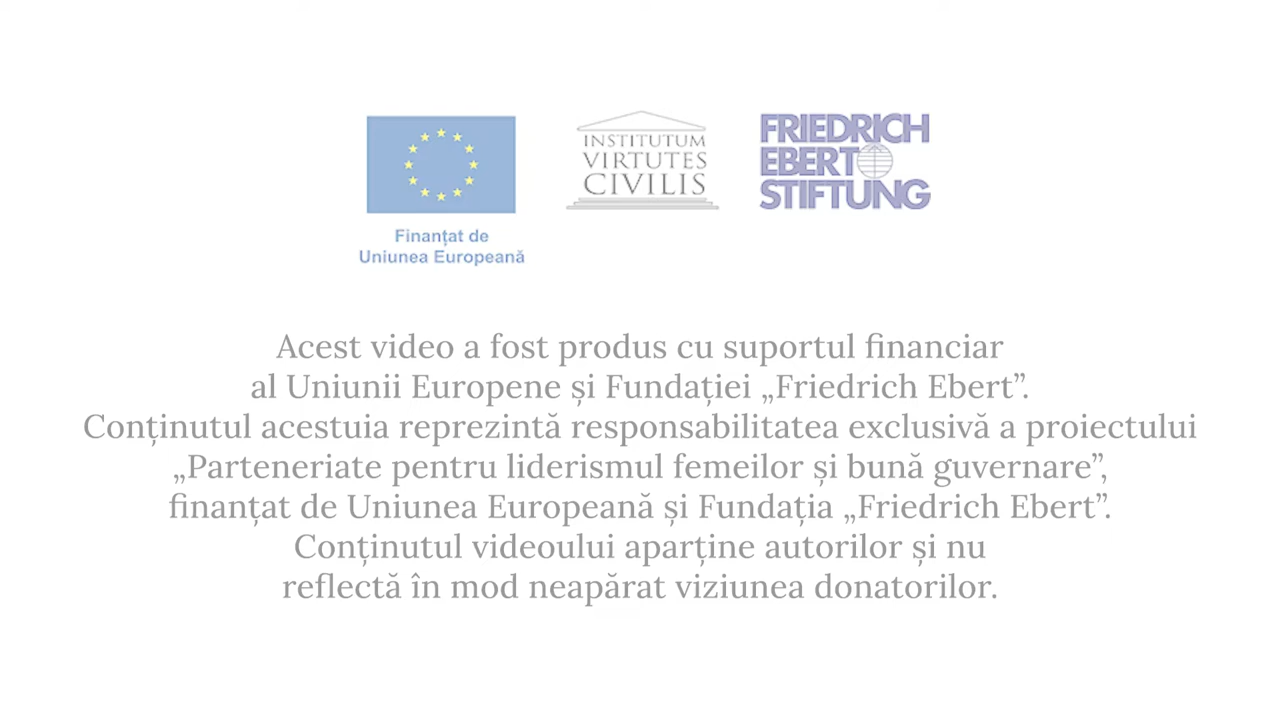 Finanțat de
Uniunea Europeană
INSTITUTUM
VIRTUTES
CIVILIS
FRIEDRICH
EBERT
STIFTUNG
Acest video a fost produs cu suportul financiar
al Uniunii Europene și Fundației „Friedrich Ebert”.
Conținutul acestuia reprezintă responsabilitatea exclusivă a proiectului
„Parteneriate pentru liderismul femeilor și bună guvernare”,
finanțat de Uniunea Europeană și Fundația „Friedrich Ebert”.
Conținutul videoului aparține autorilor și nu
reflectă în mod neapărat viziunea donatorilor.